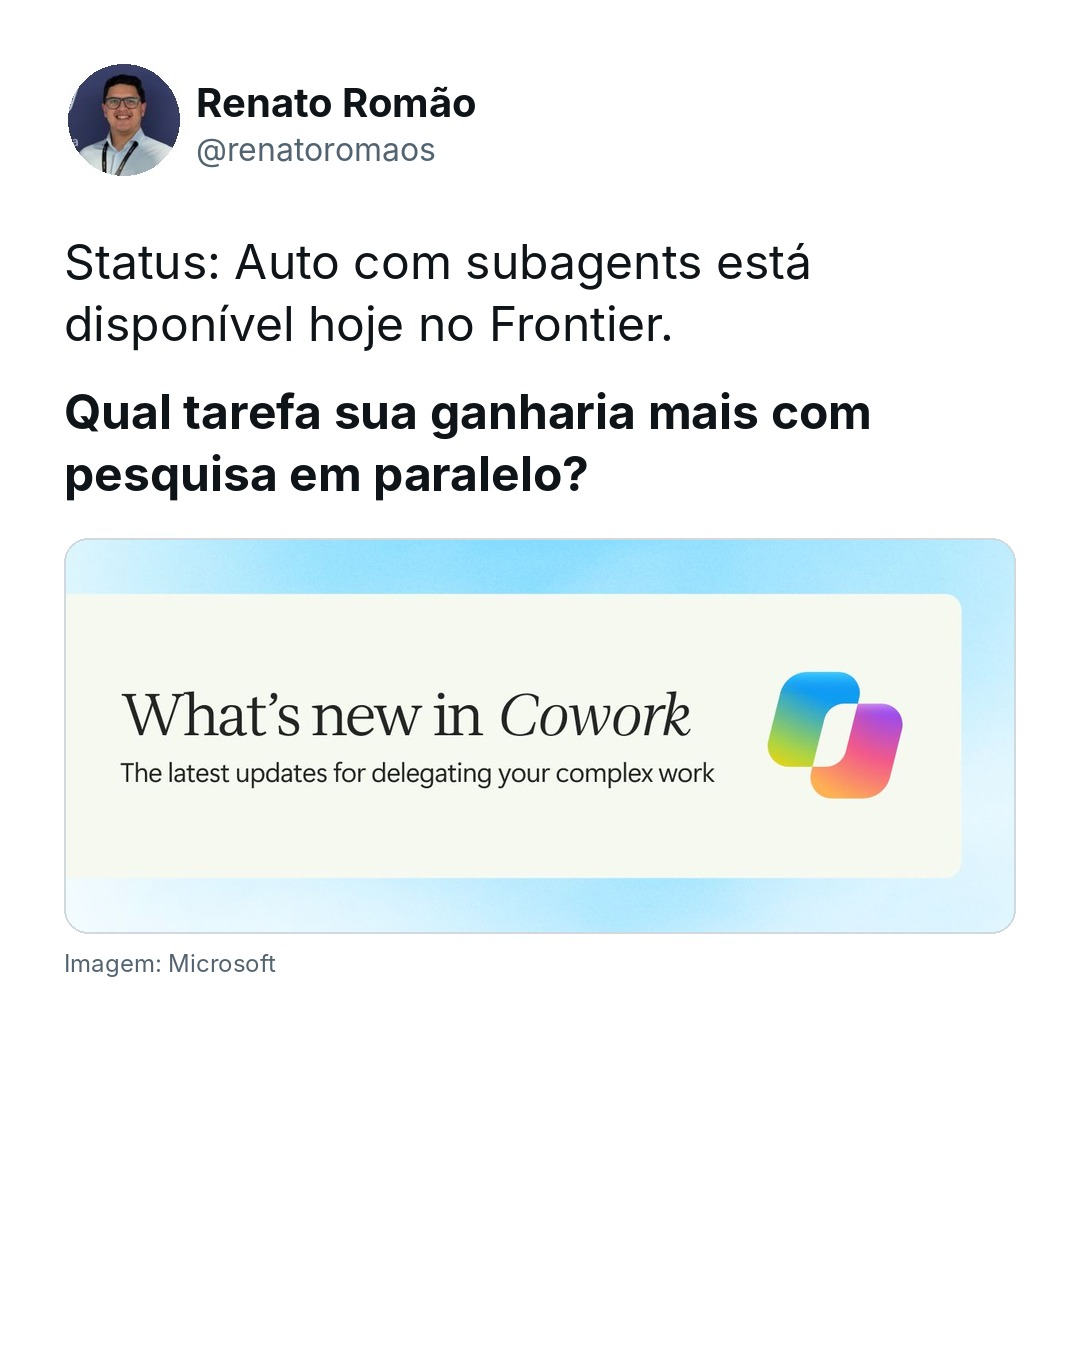 Renato Romão
@renatoromaos
Status: Auto com subagents está
disponível hoje no Frontier.
Qual tarefa sua ganharia mais com
pesquisa em paralelo?
What’s new in Cowork
The latest updates for delegating your complex work
Imagem: Microsoft